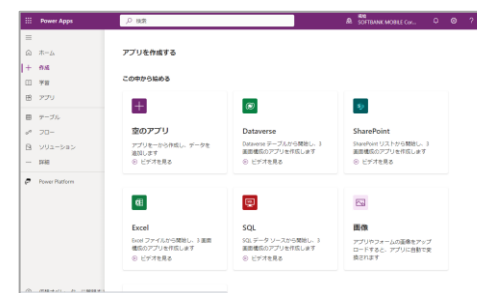 Power Apps
検索
環境
SOFTBANK MOBILE Cor...
?
ホーム
作成
学習
アプリ
テーブル
フロー
ソリューション
詳細
Power Platform
アプリを作成する
この中から始める
空のアプリ
アプリを一から作成し、データを
追加します
ビデオを見る
Dataverse
Dataverse テーブルから開始し、3
画面構成のアプリを作成します
ビデオを見る
SharePoint
SharePoint リストから開始し、3
画面構成のアプリを作成します
ビデオを見る
Excel
Excel ファイルから開始し、3 画面
構成のアプリを作成します
ビデオを見る
SQL
SQL データ ソースから開始し、3
画面構成のアプリを作成します
ビデオを見る
画像
アプリやフォームの画像をアップ
ロードすると、アプリに自動で変
換されます